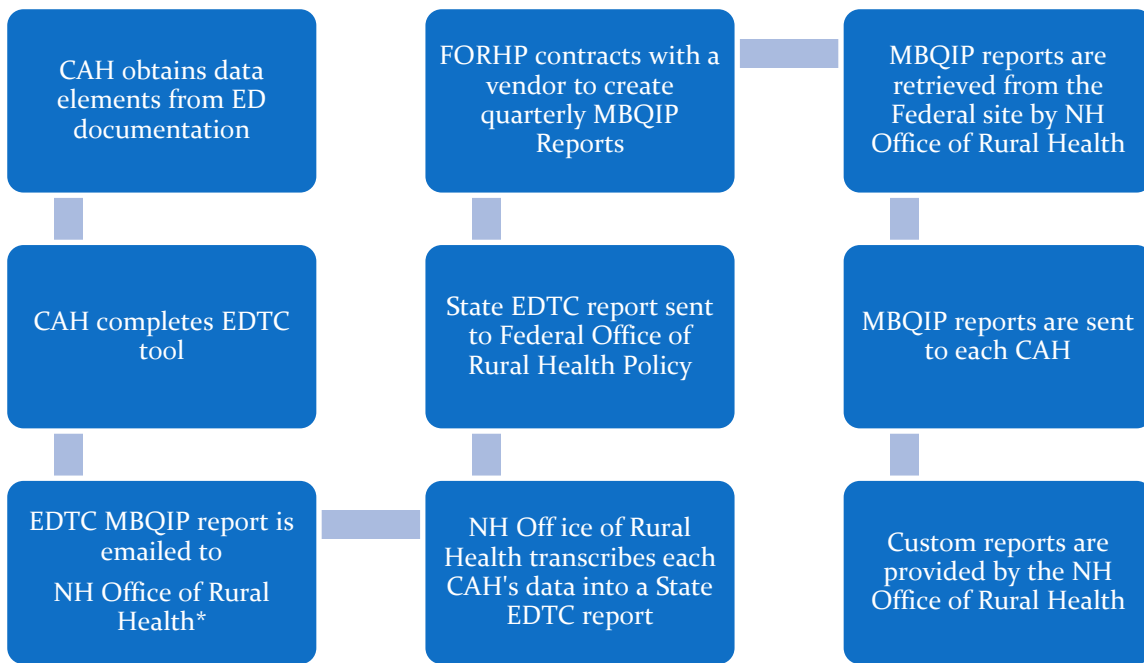 CAH obtains data
elements from ED
documentation
CAH completes EDTC
tool
EDTC MBQIP report is
emailed to
NH Office of Rural
Health*
NH Off ice of Rural
Health transcribes each
CAH's data into a State
EDTC report
State EDTC report sent
to Federal Office of
Rural Health Policy
FORHP contracts with a
vendor to create
quarterly MBQIP
Reports
MBQIP reports are
retrieved from the
Federal site by NH
Office of Rural Health
MBQIP reports are sent
to each CAH
Custom reports are
provided by the NH
Office of Rural Health